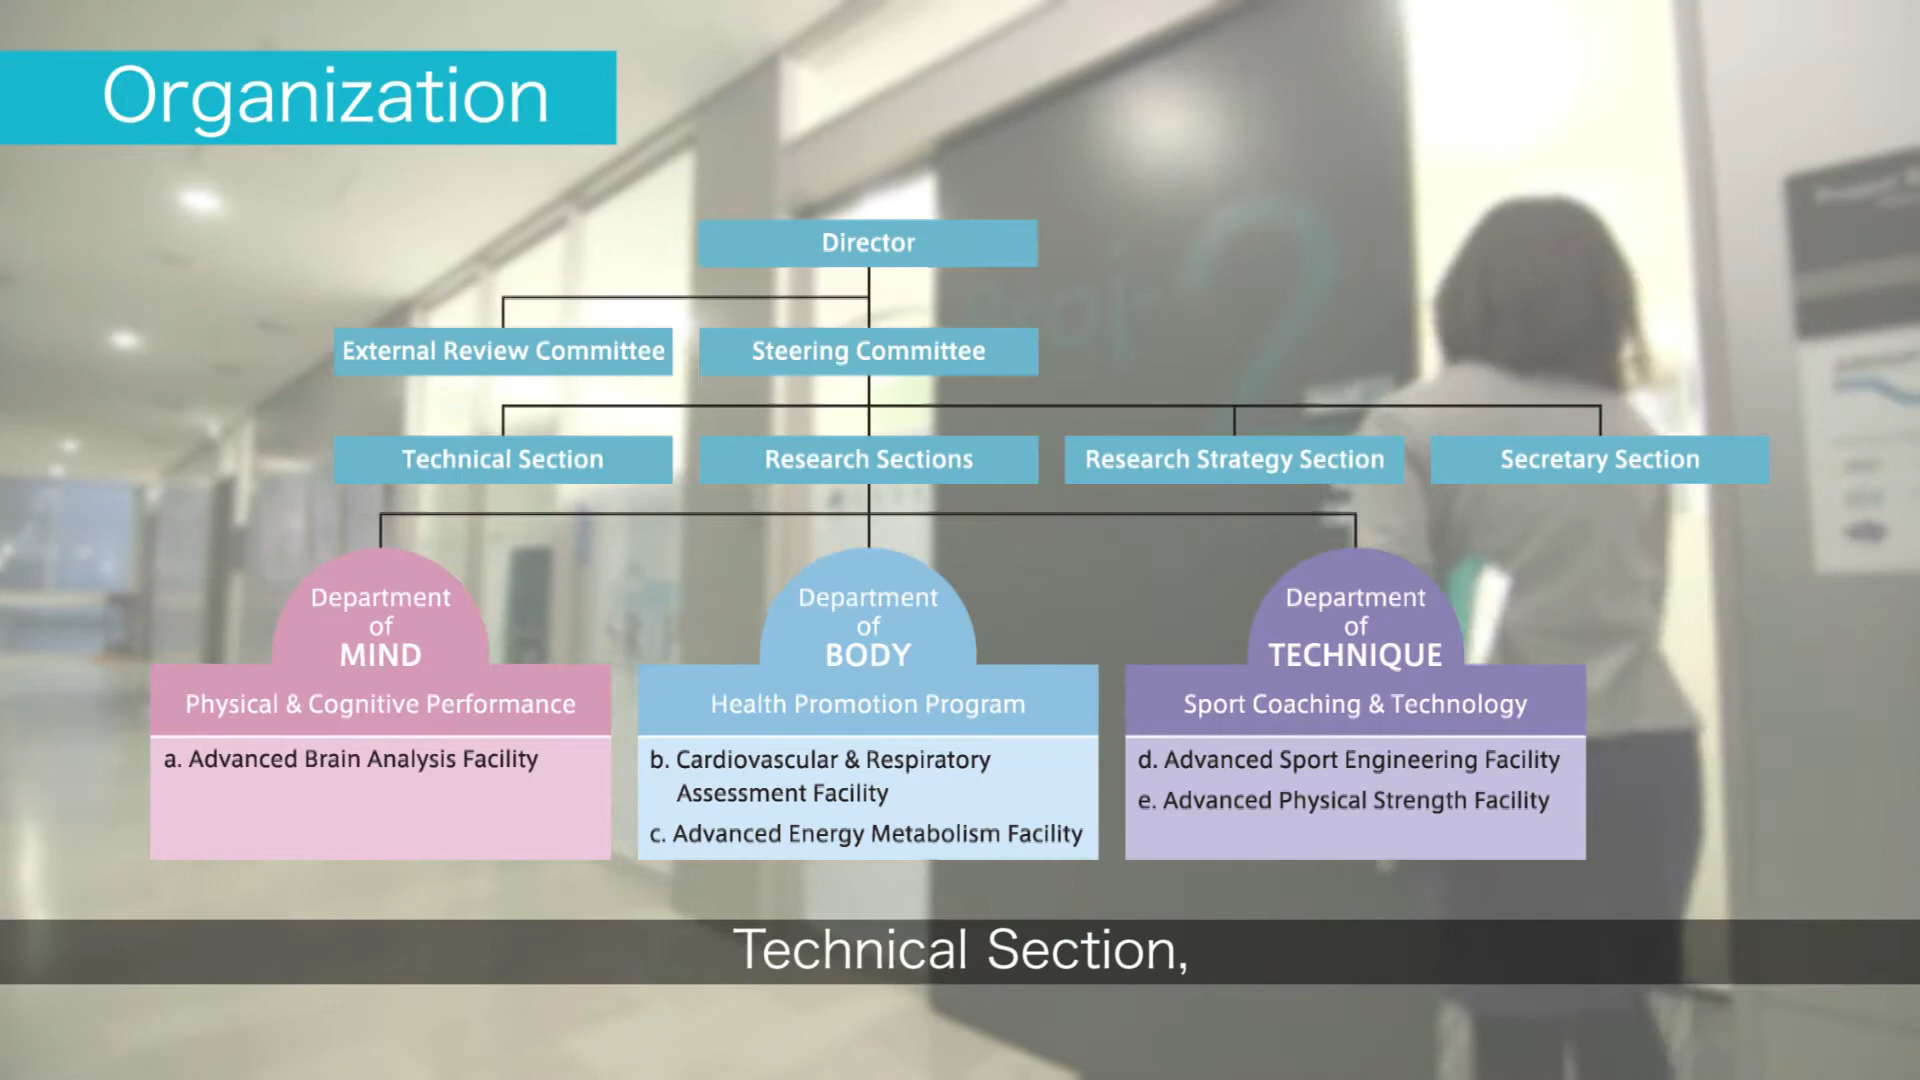 Organization
Director
External Review Committee
Steering Committee
Technical Section
Research Sections
Research Strategy Section
Secretary Section
Department
of
MIND
Physical & Cognitive Performance
a. Advanced Brain Analysis Facility
Department
of
BODY
Health Promotion Program
b. Cardiovascular & Respiratory
Assessment Facility
c. Advanced Energy Metabolism Facility
Department
of
TECHNIQUE
Sport Coaching & Technology
d. Advanced Sport Engineering Facility
e. Advanced Physical Strength Facility
Technical Section,